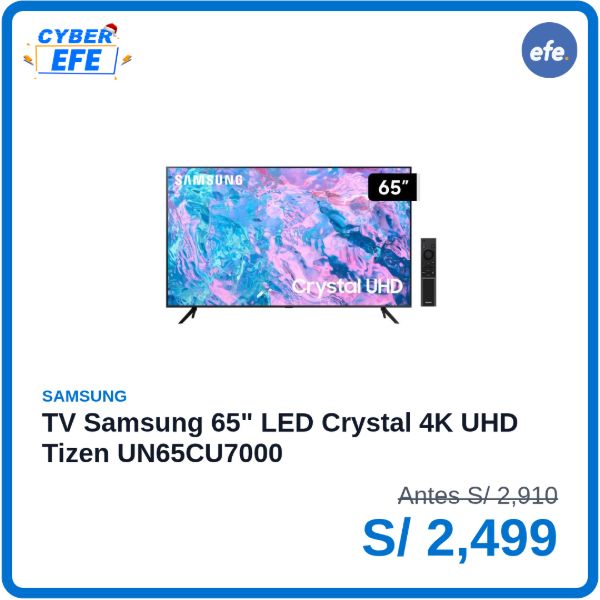 CYBER
EFE
efe.
SAMSUNG
65"
Crystal UHD
SAMSUNG
TV Samsung 65" LED Crystal 4K UHD
Tizen UN65CU7000
Antes S/ 2,910
S/ 2,499